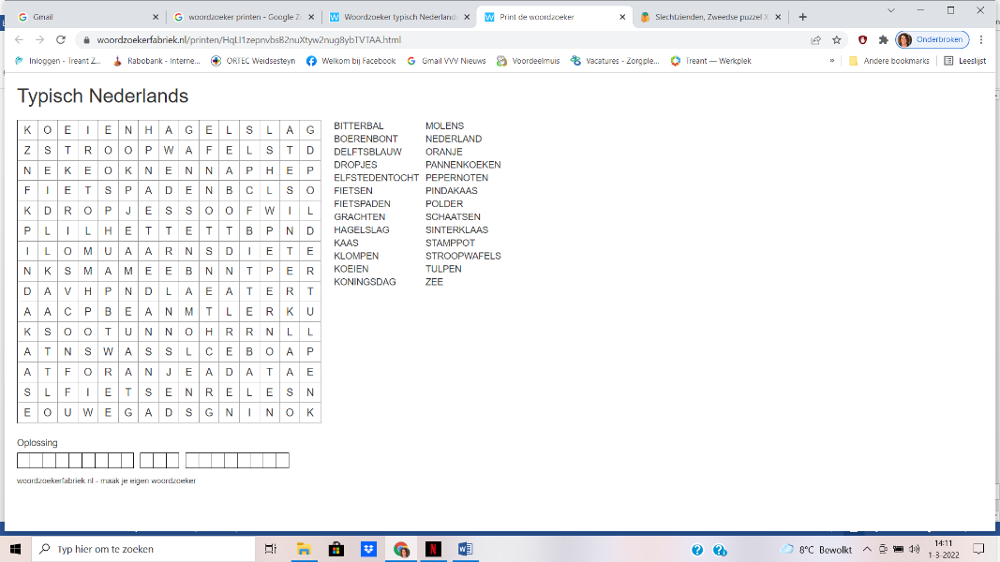 Gmail
woordzoeker printen - Google Z
Woordzoeker typisch Nederlands
Print de woordzoeker
Slechtzienden, Zweedse puzzel X
woordzoekerfabriek.nl/printen/HqLI1zepnvbsB2nuXtyw2nug8ybTVTAA.html
Onderbroken
Inloggen - Treant Z...
Rabobank - Interne...
ORTEC Weidsesteyn
Welkom bij Facebook
Gmail VVV Nieuws
Voordeelmuis
Vacatures - Zorgple...
Treant — Werkplek
»
Andere bookmarks
Leeslijst
Typisch Nederlands
K O E I E N H A G E L S L A G
Z S T R O O P W A F E L S T D
N E K E O K N E N N A P H E P
F I E T S P A D E N B C L S O
K D R O P J E S S O O F W I L
P L I L H E T T E T T B P N D
I L O M U A A R N S D I E T E
N K S M A M E E B N N T P E R
D A V H P N D L A E A T E R T
A A C P B E A N M T L E R K U
K S O O T U N N O H R R N L L
A T N S W A S S L C E B O A P
A T F O R A N J E A D A T A E
S L F I E T S E N R E L E S N
E O U W E G A D S G N I N O K
BITTERBAL
BOERENBONT
DELFTSBLAUW
DROPJES
ELFSTEDENTOCHT
FIETSEN
FIETSPADEN
GRACHTEN
HAGELSLAG
KAAS
KLOMPEN
KOEIEN
KONINGSDAG
MOLENS
NEDERLAND
ORANJE
PANNENKOEKEN
PEPERNOTEN
PINDAKAAS
POLDER
SCHAATSEN
SINTERKLAAS
STAMPPOT
STROOPWAFELS
TULPEN
ZEE
Oplossing
woordzoekerfabriek.nl - maak je eigen woordzoeker
Typ hier om te zoeken
8°C Bewolkt
14:11
1-3-2022